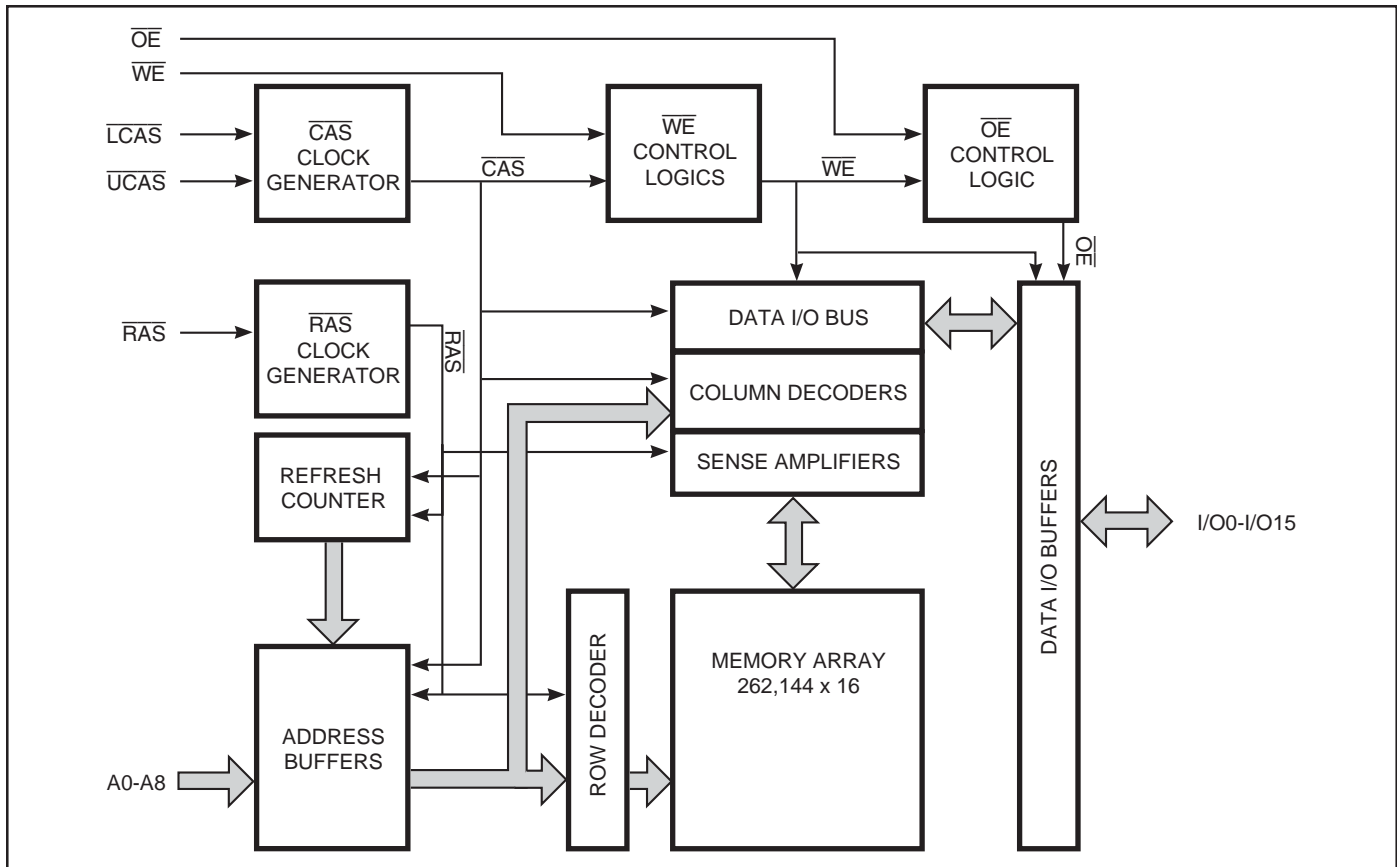 OE
WE
LCAS
UCAS
CAS
CLOCK
GENERATOR
CAS
WE
CONTROL
LOGICS
WE
OE
CONTROL
LOGIC
OE
RAS
RAS
CLOCK
GENERATOR
RAS
DATA I/O BUS
COLUMN DECODERS
SENSE AMPLIFIERS
REFRESH
COUNTER
DATA I/O BUFFERS
I/O0-I/O15
ADDRESS
BUFFERS
A0-A8
ROW DECODER
MEMORY ARRAY
262,144 x 16